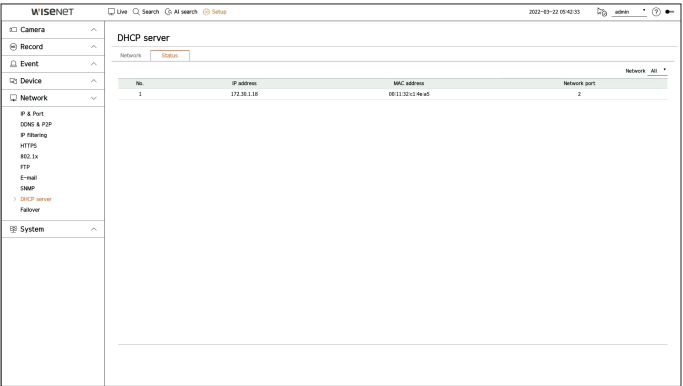 WISENET
Live Search AI search Setup
2022-03-22 05:42:33 admin
Camera
Record
Event
Device
Network
IP & Port
DDNS & P2P
IP filtering
HTTPS
802.1x
FTP
E-mail
SNMP
DHCP server
Failover
System
DHCP server
Network Status
Network All
No. IP address MAC address Network port
1 172.30.1.18 00:11:32:c1:4e:a5 2